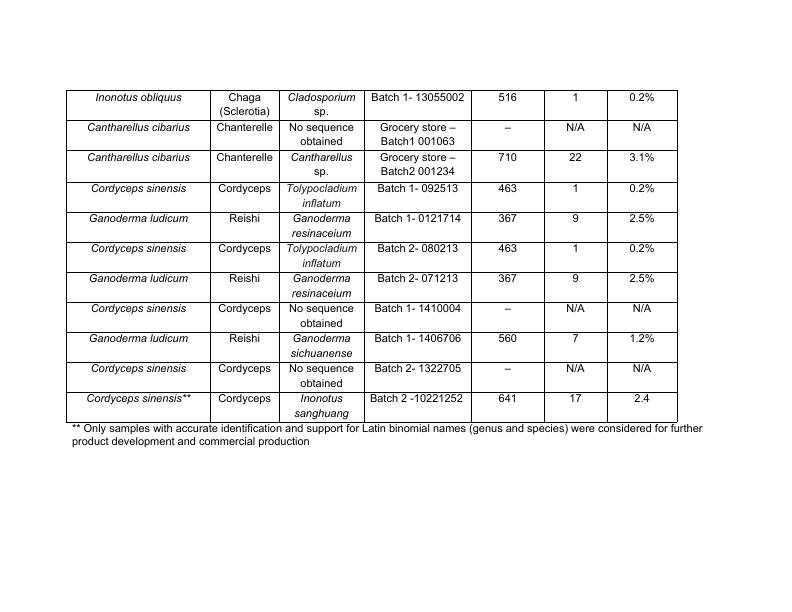 Inonotus obliquus Chaga Cladosporium Batch 1- 13055002 516 1 0.2%
(Sclerotia) sp.
Cantharellus cibarius Chanterelle No sequence Grocery store – – N/A N/A
obtained Batch1 001063
Cantharellus cibarius Chanterelle Cantharellus Grocery store – 710 22 3.1%
sp. Batch2 001234
Cordyceps sinensis Cordyceps Tolypocladium Batch 1- 092513 463 1 0.2%
inflatum
Ganoderma ludicum Reishi Ganoderma Batch 1- 0121714 367 9 2.5%
resinaceium
Cordyceps sinensis Cordyceps Tolypocladium Batch 2- 080213 463 1 0.2%
inflatum
Ganoderma ludicum Reishi Ganoderma Batch 2- 071213 367 9 2.5%
resinaceium
Cordyceps sinensis Cordyceps No sequence Batch 1- 1410004 – N/A N/A
obtained
Ganoderma ludicum Reishi Ganoderma Batch 1- 1406706 560 7 1.2%
sichuanense
Cordyceps sinensis Cordyceps No sequence Batch 2- 1322705 – N/A N/A
obtained
Cordyceps sinensis** Cordyceps Inonotus Batch 2 -10221252 641 17 2.4
sanghuang
** Only samples with accurate identification and support for Latin binomial names (genus and species) were considered for further
product development and commercial production